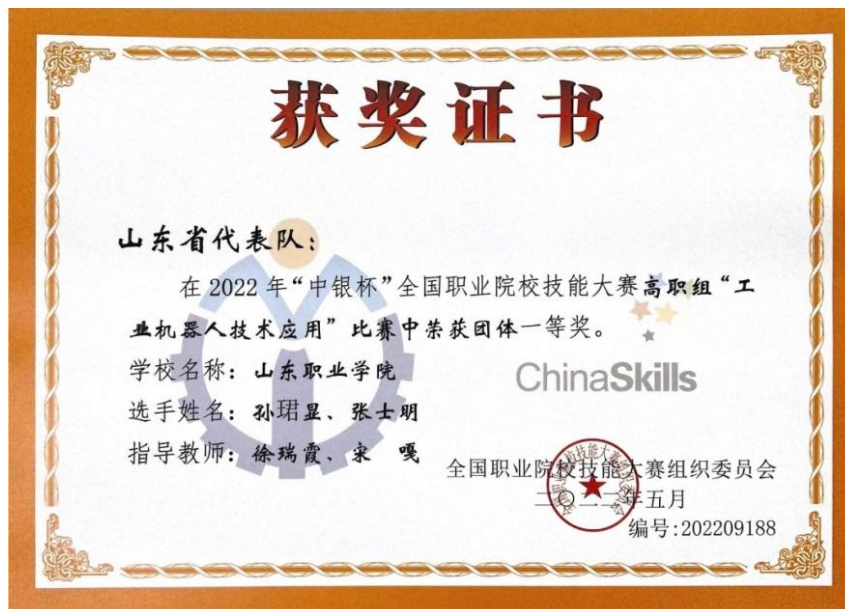 获奖证书
山东省代表队：
在 2022 年“中银杯”全国职业院校技能大赛高职组“工
业机器人技术应用”比赛中荣获团体一等奖。
学校名称：山东职业学院
ChinaSkills
选手姓名：孙珺显、张士明
指导教师：徐瑞霞、宋 嘎
全国职业院校技能大赛组织委员会
二〇二二年五月
编号:202209188